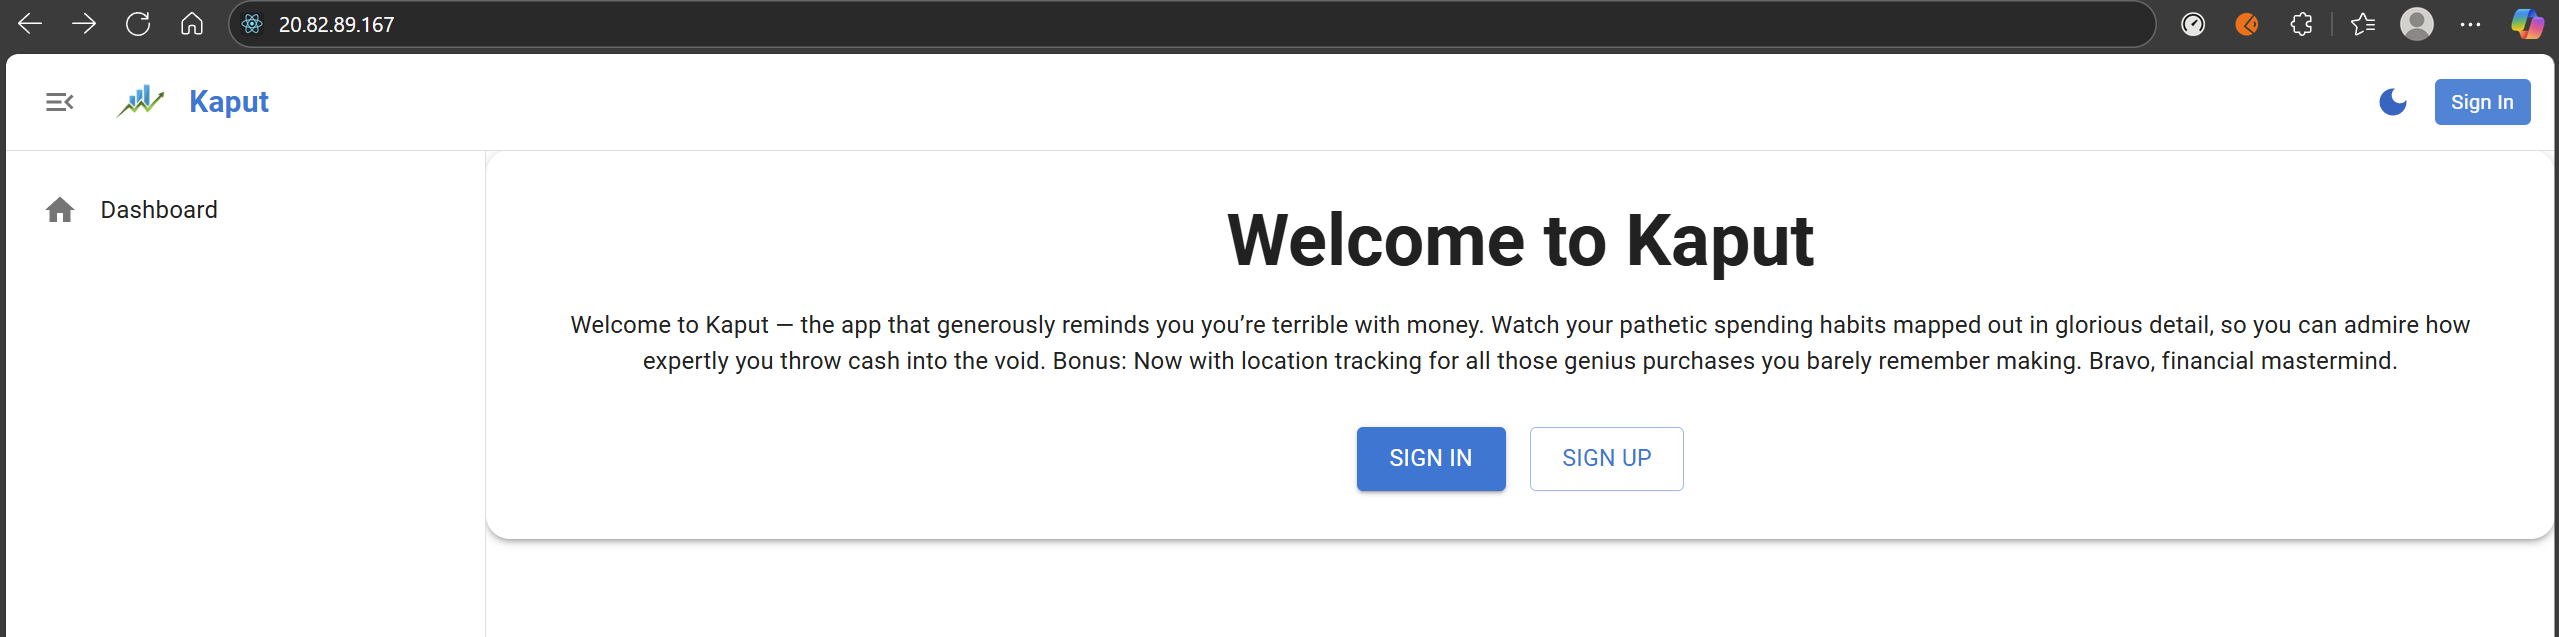 20.82.89.167
Kaput
Sign In
Dashboard
Welcome to Kaput
Welcome to Kaput — the app that generously reminds you you’re terrible with money. Watch your pathetic spending habits mapped out in glorious detail, so you can admire how
expertly you throw cash into the void. Bonus: Now with location tracking for all those genius purchases you barely remember making. Bravo, financial mastermind.
SIGN IN
SIGN UP